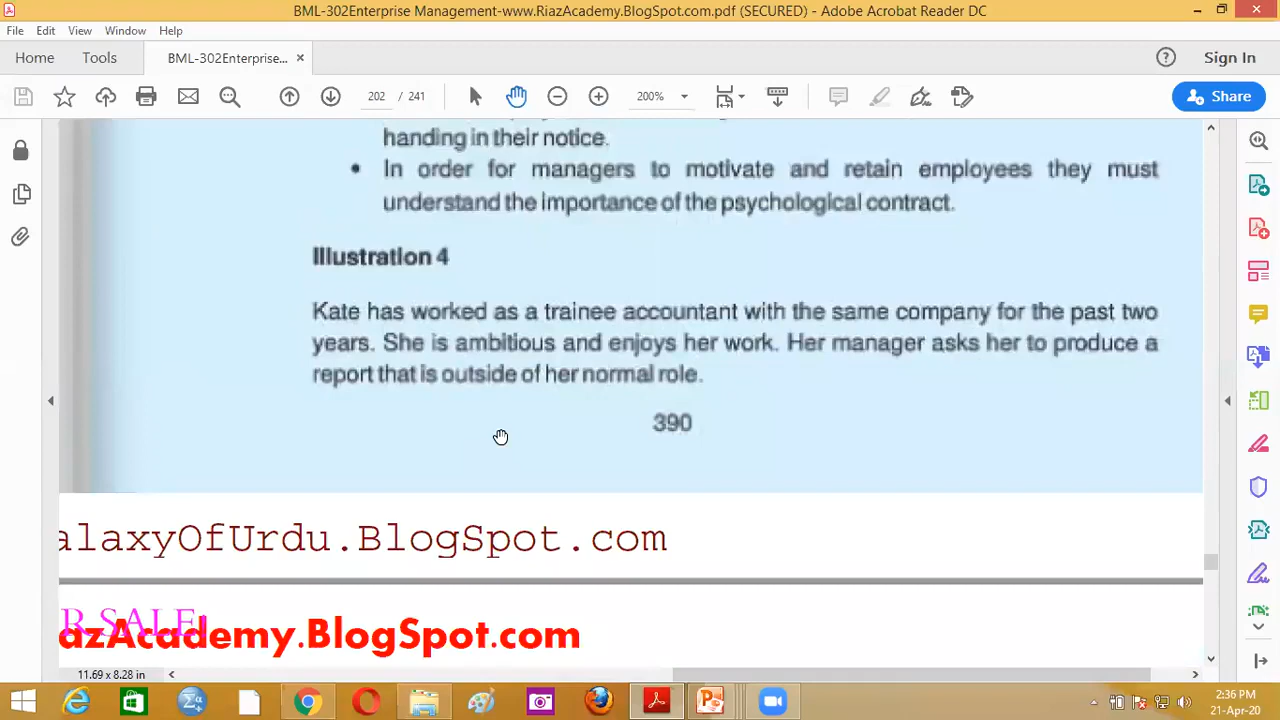 BML-302Enterprise Management-www.RiazAcademy.BlogSpot.com.pdf (SECURED) - Adobe Acrobat Reader DC
File Edit View Window Help
Home Tools BML-302Enterprise... × Sign In
202 / 241 200% Share
handing in their notice.
• In order for managers to motivate and retain employees they must
understand the importance of the psychological contract.
Illustration 4
Kate has worked as a trainee accountant with the same company for the past two
years. She is ambitious and enjoys her work. Her manager asks her to produce a
report that is outside of her normal role.
390
alaxyOfUrdu.BlogSpot.com
R SALE!
azAcademy.BlogSpot.com
11.69 x 8.28 in
2:36 PM
21-Apr-20